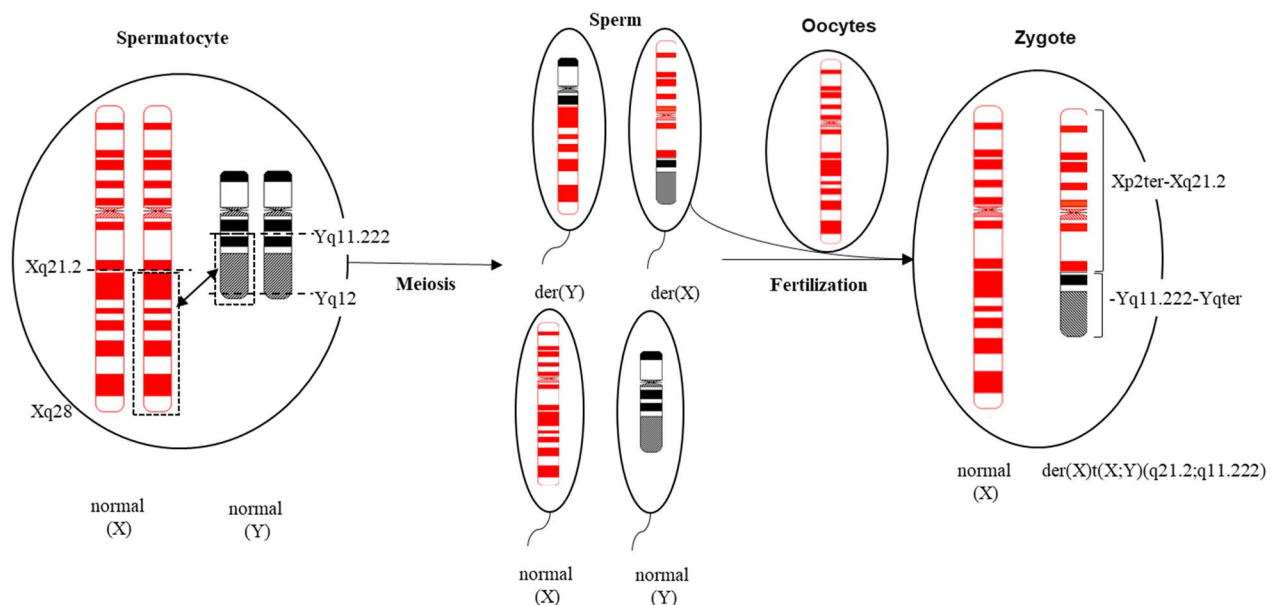 Spermatocyte
Sperm
Oocytes
Zygote
Xq21.2
Xq28
Yq11.222
Yq12
normal
(X)
normal
(Y)
Meiosis
der(Y)
der(X)
normal
(X)
normal
(Y)
Fertilization
Xp2ter-Xq21.2
-Yq11.222-Yqter
normal
(X)
der(X)t(X;Y)(q21.2;q11.222)